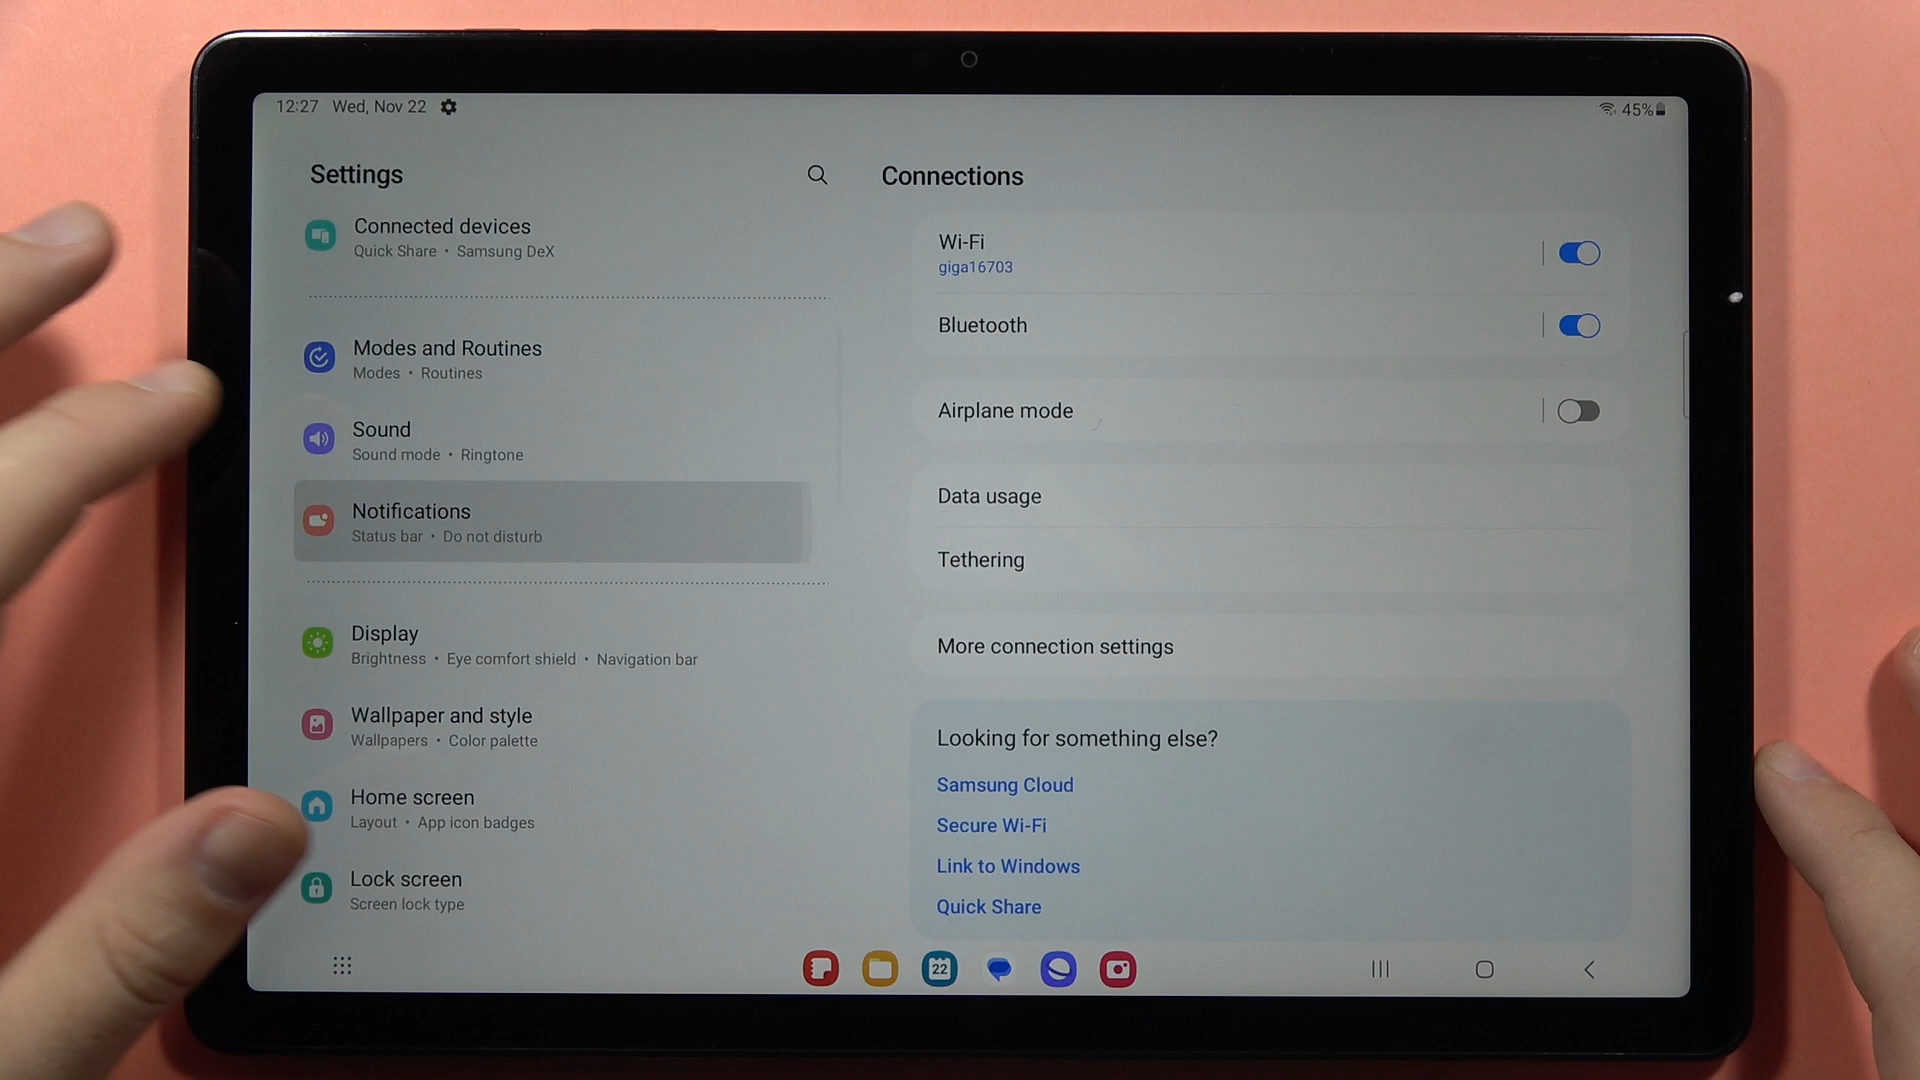 12:27 Wed, Nov 22
45%
Settings
Connected devices
Quick Share • Samsung DeX
Modes and Routines
Modes • Routines
Sound
Sound mode • Ringtone
Notifications
Status bar • Do not disturb
Display
Brightness • Eye comfort shield • Navigation bar
Wallpaper and style
Wallpapers • Color palette
Home screen
Layout • App icon badges
Lock screen
Screen lock type
Connections
Wi-Fi
giga16703
Bluetooth
Airplane mode
Data usage
Tethering
More connection settings
Looking for something else?
Samsung Cloud
Secure Wi-Fi
Link to Windows
Quick Share
22